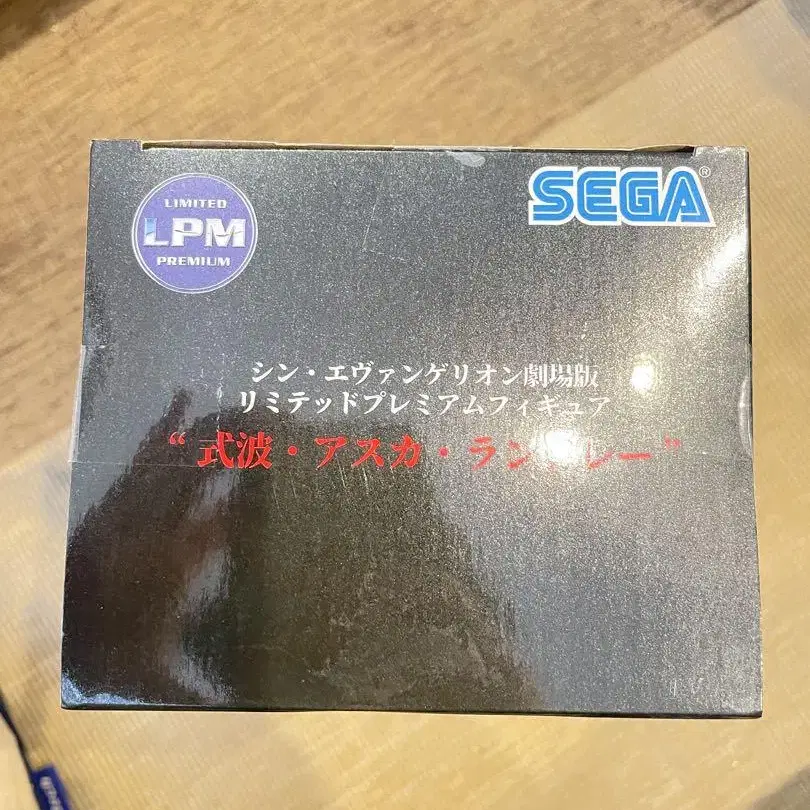 LIMITED
LPM
PREMIUM
SEGA®
シン・エヴァンゲリオン劇場版
リミテッドプレミアムフィギュア
“式波・アスカ・ラングレー”